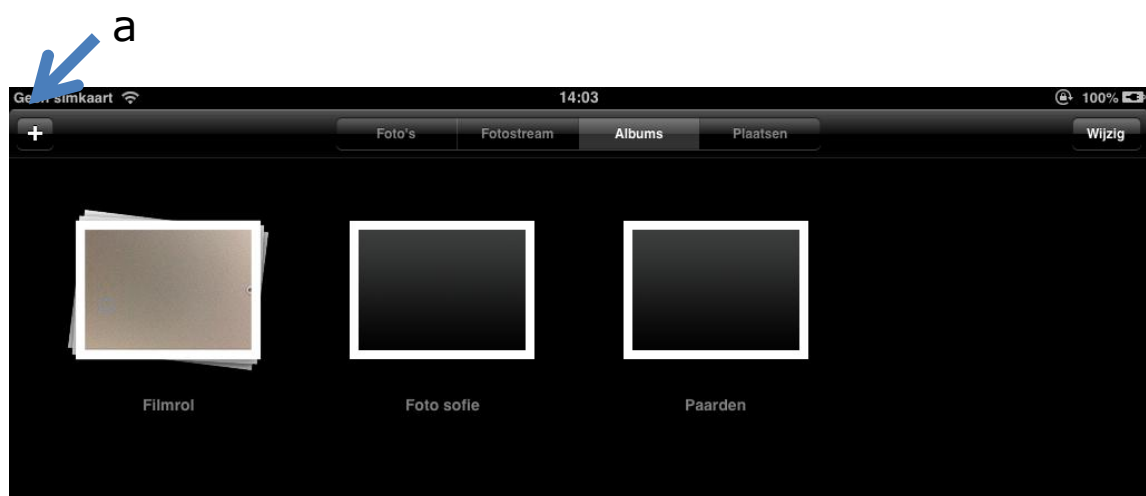 a
Geen simkaart 14:03 100%
+ Foto's Fotostream Albums Plaatsen Wijzig
Filmrol Foto sofie Paarden